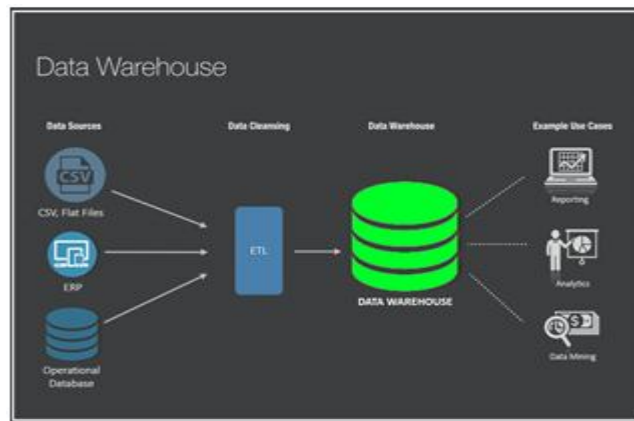 Data Warehouse
Data Sources
Data Cleansing
Data Warehouse
Example Use Cases
CSV
CSV, Flat Files
ERP
Operational
Database
ETL
DATA WAREHOUSE
Reporting
Analytics
$
Data Mining